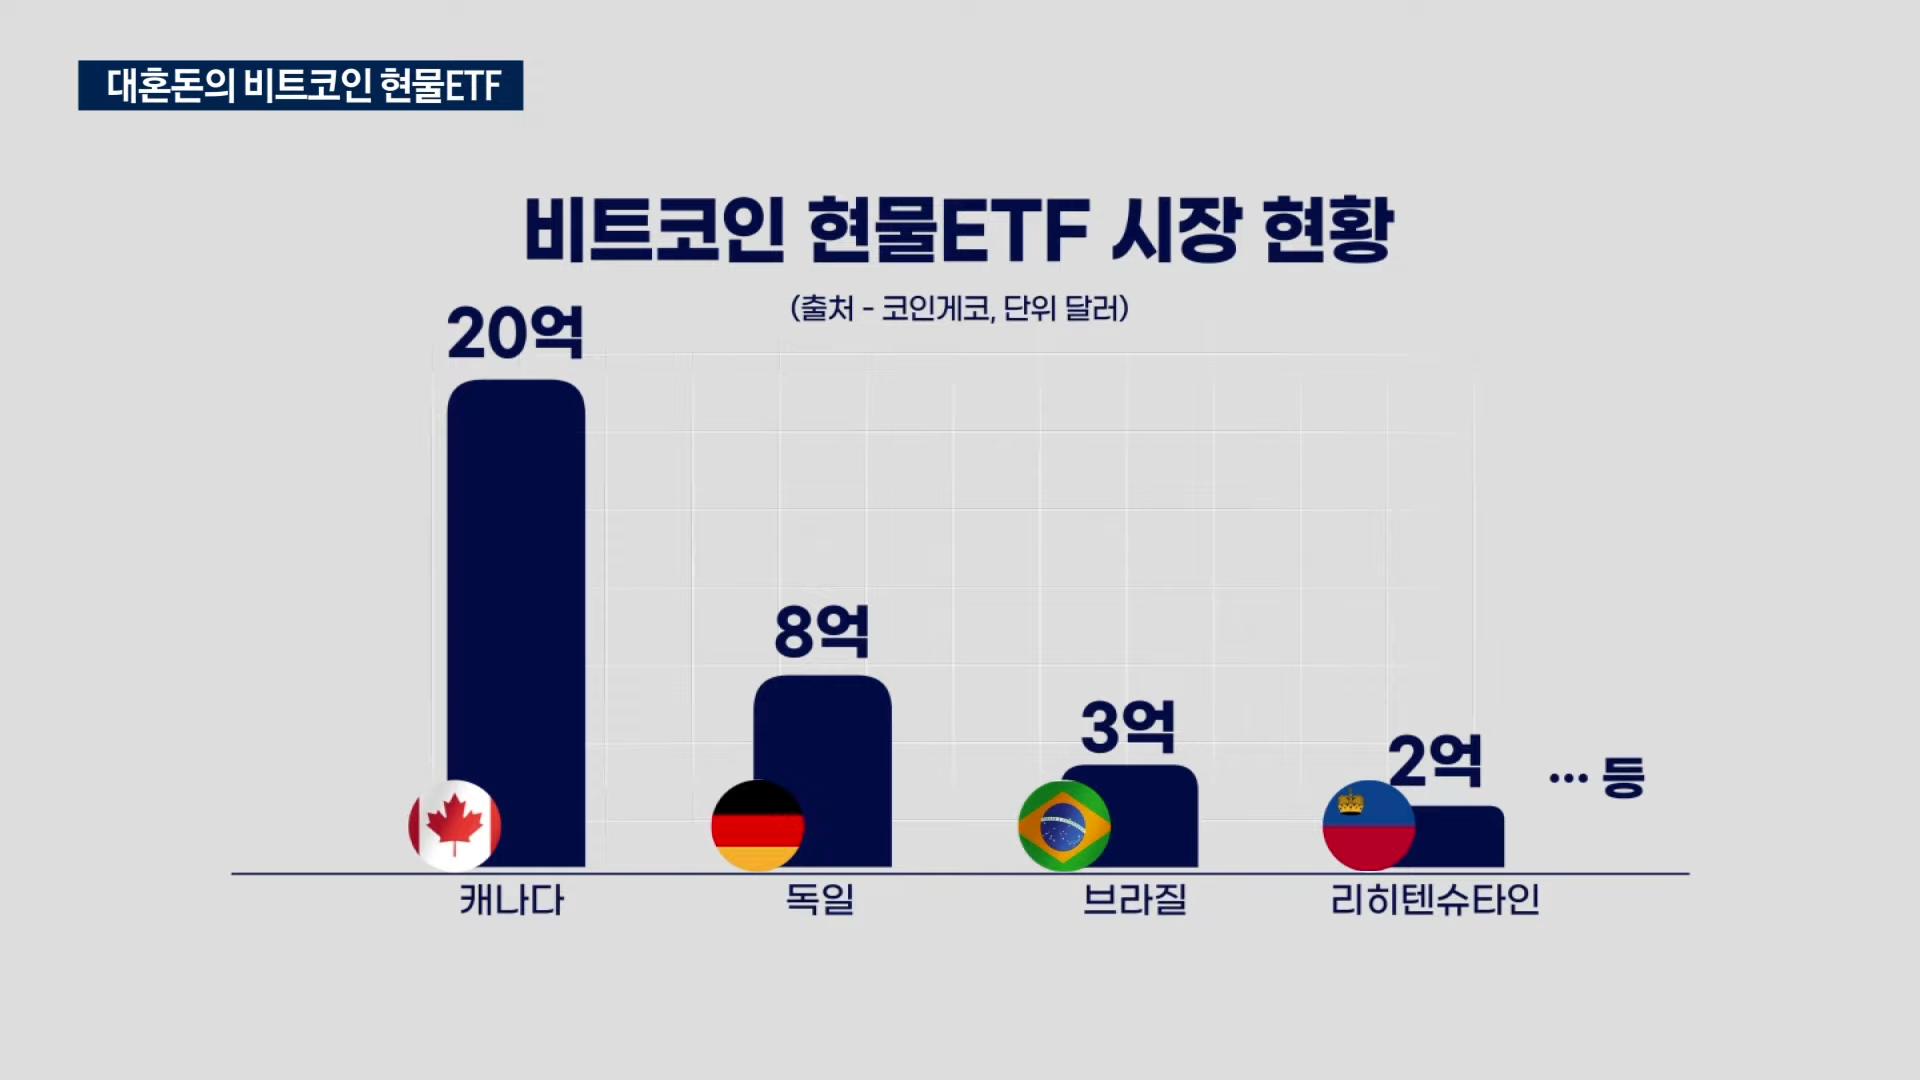 대혼돈의 비트코인 현물ETF
비트코인 현물ETF 시장 현황
(출처 - 코인게코, 단위 달러)
20억
8억
3억
2억
··· 등
캐나다
독일
브라질
리히텐슈타인